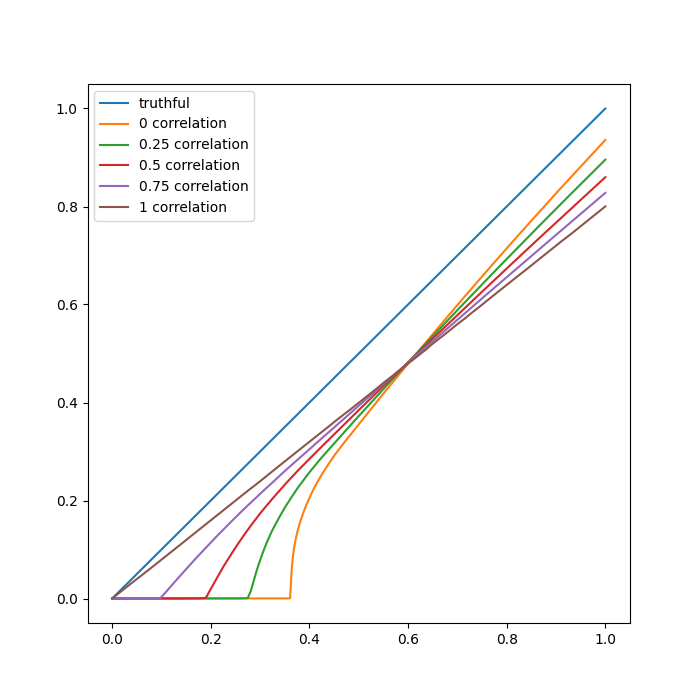 truthful
0 correlation
0.25 correlation
0.5 correlation
0.75 correlation
1 correlation
1.0
0.8
0.6
0.4
0.2
0.0
0.0 0.2 0.4 0.6 0.8 1.0